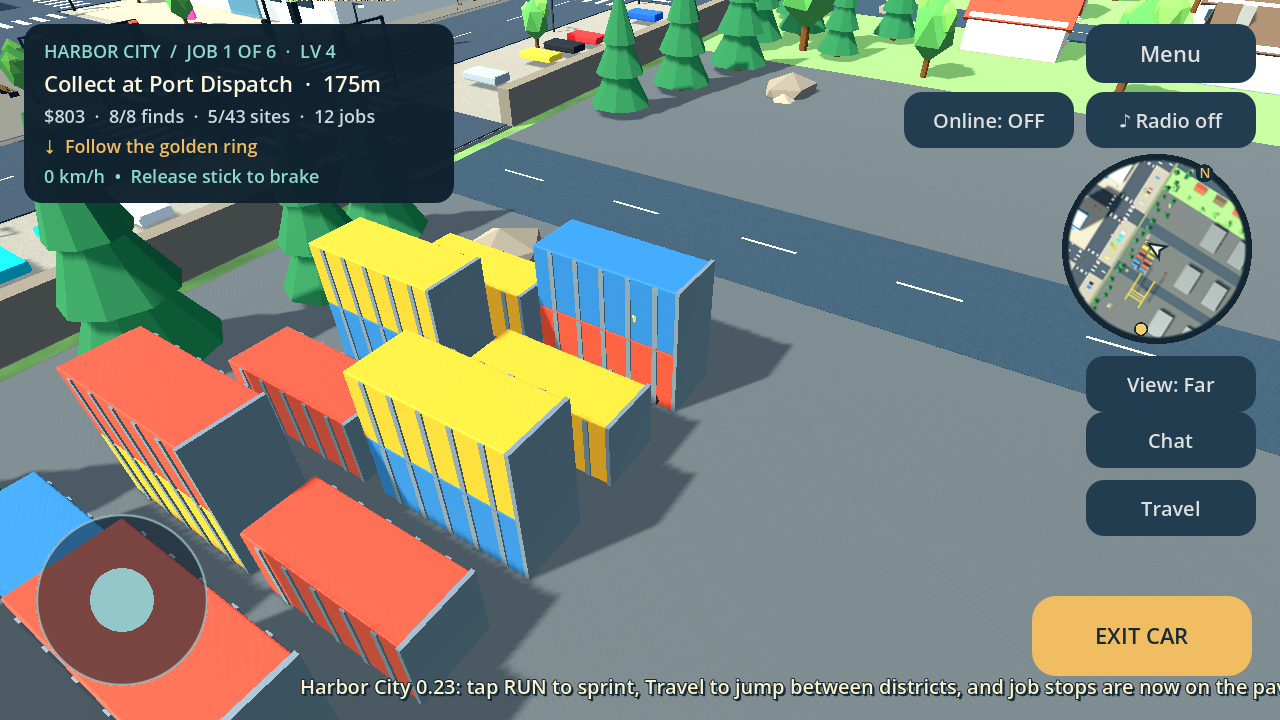 HARBOR CITY / JOB 1 OF 6 · LV 4
Collect at Port Dispatch · 175m
$803 · 8/8 finds · 5/43 sites · 12 jobs
↓ Follow the golden ring
0 km/h • Release stick to brake
Menu
Online: OFF
♪ Radio off
N
View: Far
Chat
Travel
EXIT CAR
Harbor City 0.23: tap RUN to sprint, Travel to jump between districts, and job stops are now on the pav